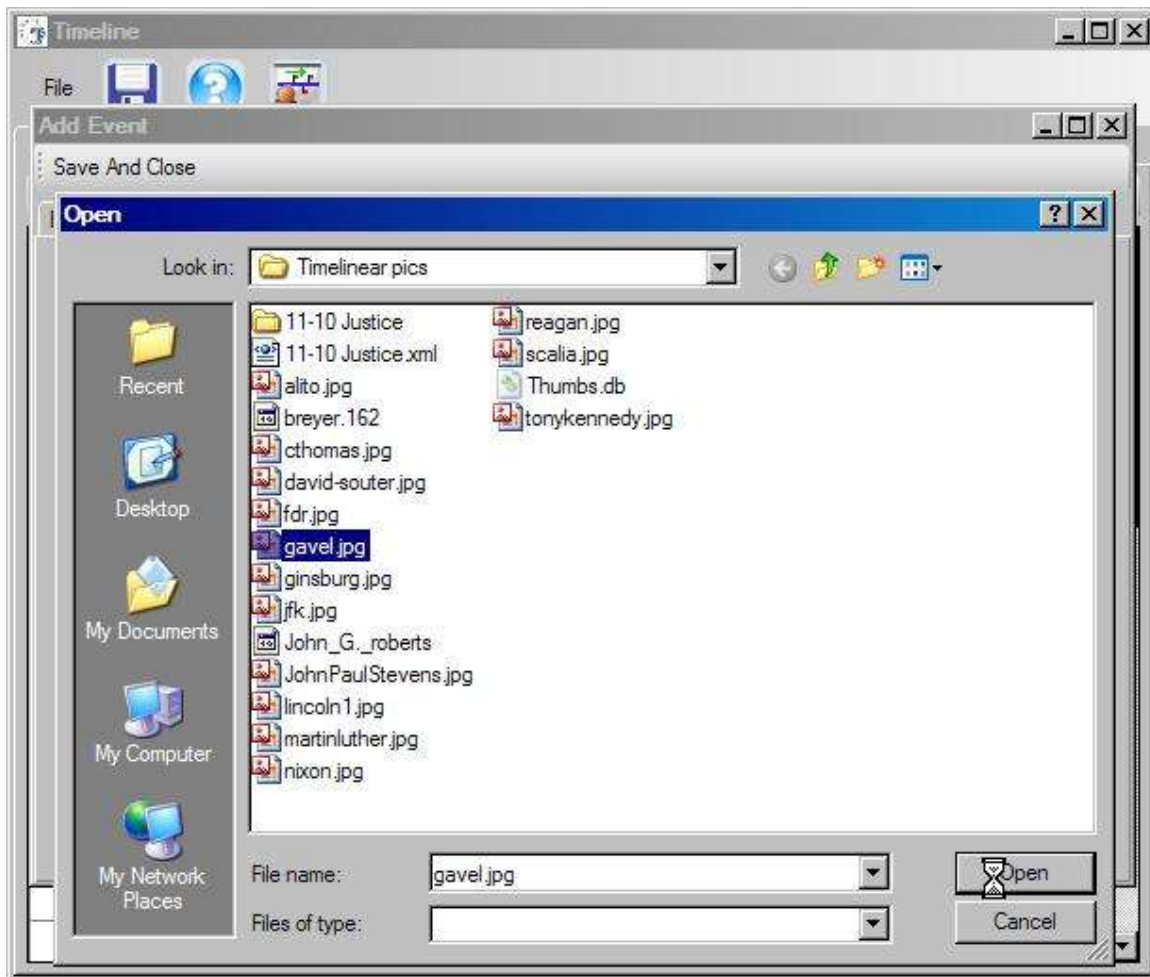 Timeline
File
Add Event
Save And Close
Open
Look in: Timelinear pics
Recent
Desktop
My Documents
My Computer
My Network
Places
11-10 Justice
11-10 Justice.xml
alito.jpg
breyer.162
cthomas.jpg
david-souter.jpg
fdr.jpg
gavel.jpg
ginsburg.jpg
jfk.jpg
John_G._roberts
JohnPaulStevens.jpg
lincoln1.jpg
martinluther.jpg
nixon.jpg
reagan.jpg
scalia.jpg
Thumbs.db
tonykennedy.jpg
File name: gavel.jpg
Open
Files of type:
Cancel